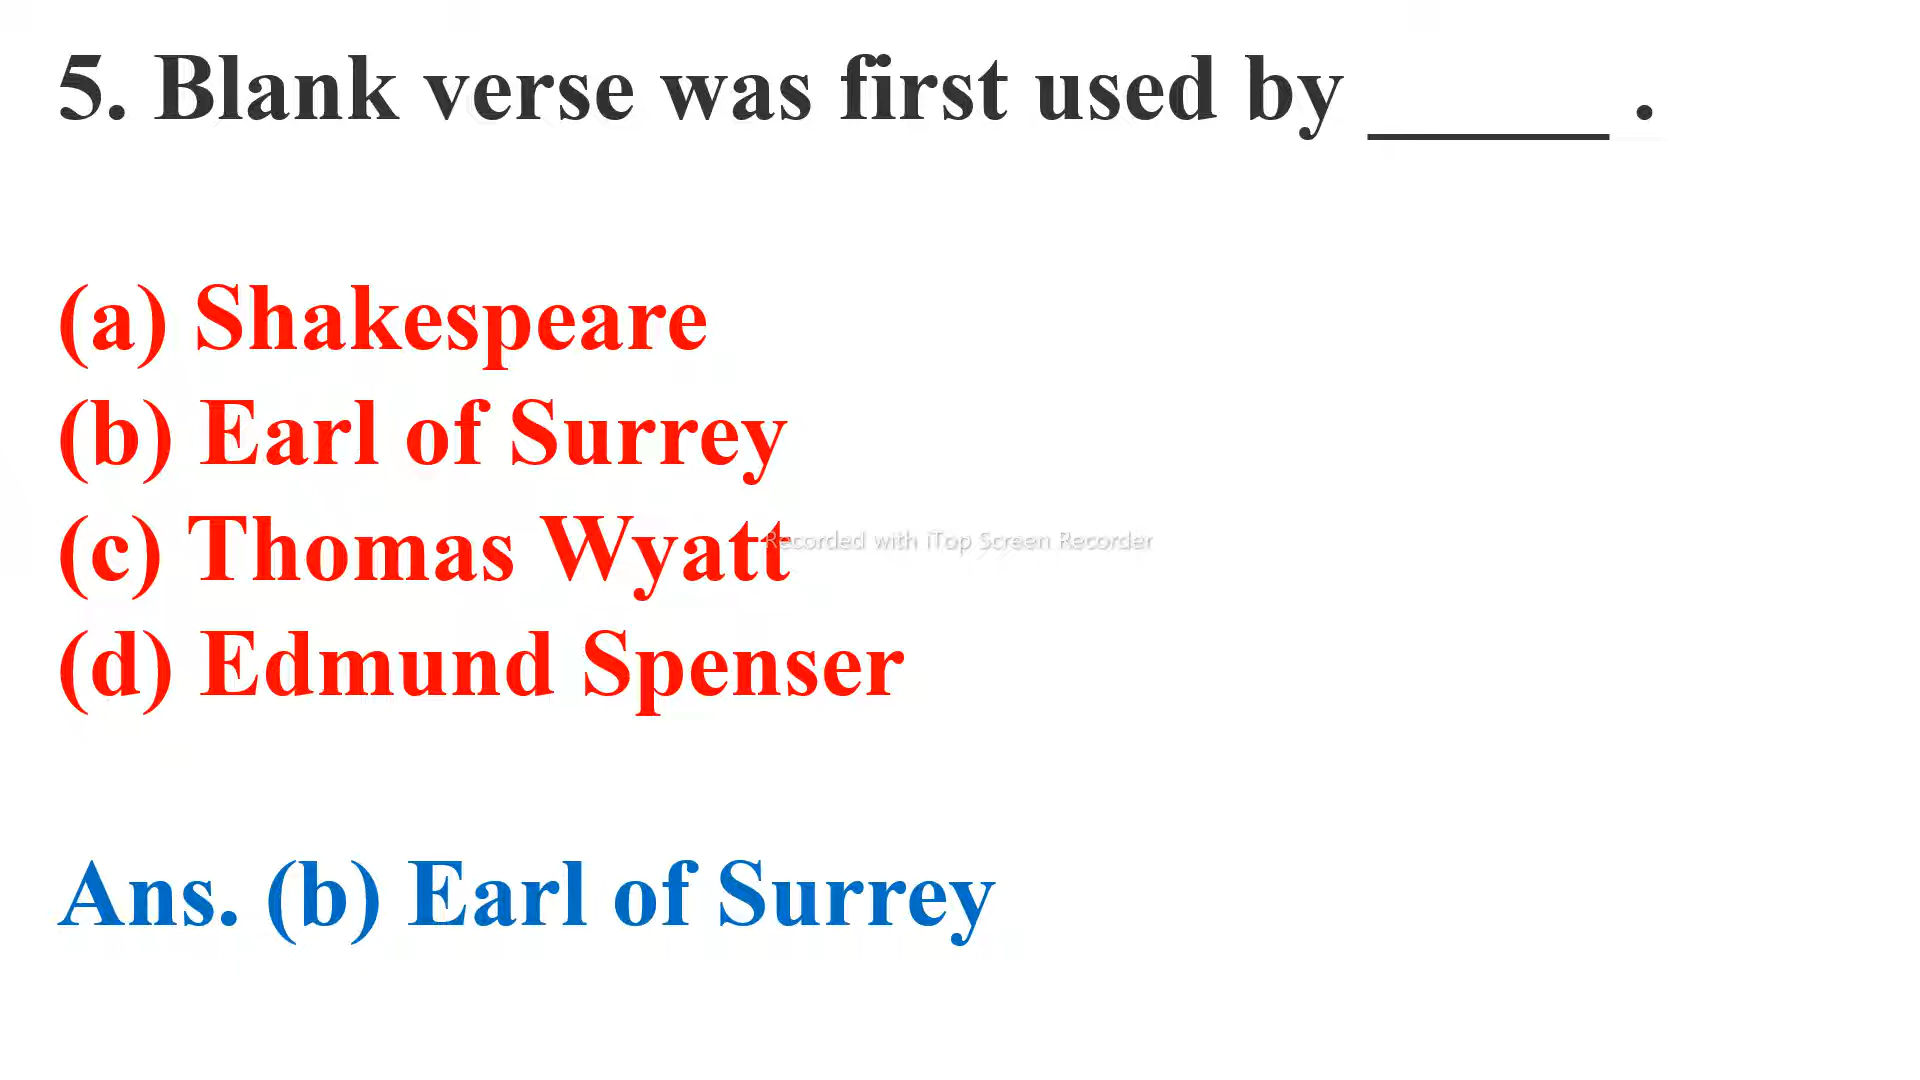 5. Blank verse was first used by _____ .
(a) Shakespeare
(b) Earl of Surrey
(c) Thomas Wyatt
Recorded with iTop Screen Recorder
(d) Edmund Spenser
Ans. (b) Earl of Surrey